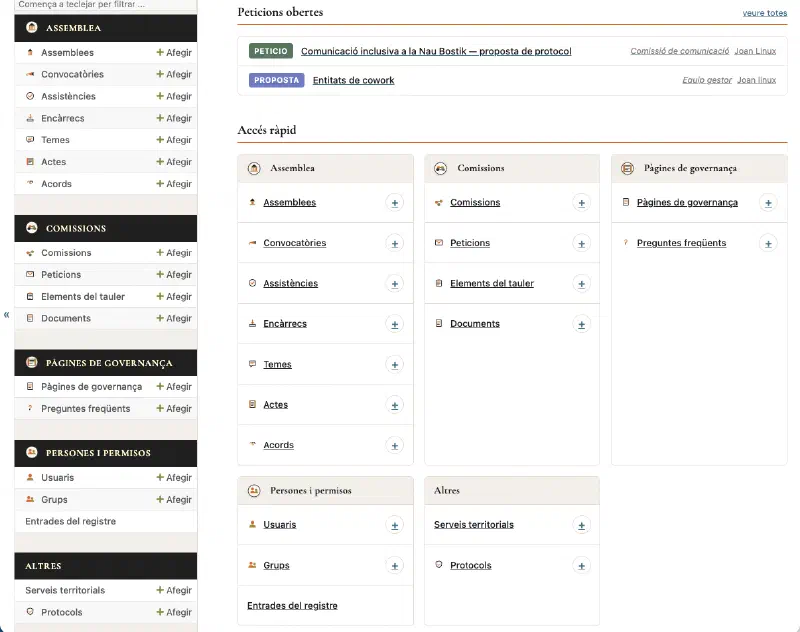 Comença a teclejar per filtrar ...
ASSEMBLEA
Assemblees + Afegir
Convocatòries + Afegir
Assistències + Afegir
Encàrrecs + Afegir
Temes + Afegir
Actes + Afegir
Acords + Afegir
COMISSIONS
Comissions + Afegir
Peticions + Afegir
Elements del tauler + Afegir
Documents + Afegir
«
PÀGINES DE GOVERNANÇA
Pàgines de governança + Afegir
Preguntes freqüents + Afegir
PERSONES I PERMISOS
Usuaris + Afegir
Grups + Afegir
Entrades del registre
ALTRES
Serveis territorials + Afegir
Protocols + Afegir
Peticions obertes veure totes
PETICIO Comunicació inclusiva a la Nau Bostik — proposta de protocol Comissió de comunicació Joan Linux
PROPOSTA Entitats de cowork Equip gestor Joan linux
Accés ràpid
Assemblea
Assemblees +
Convocatòries +
Assistències +
Encàrrecs +
Temes +
Actes +
Acords +
Comissions
Comissions +
Peticions +
Elements del tauler +
Documents +
Pàgines de governança
Pàgines de governança +
Preguntes freqüents +
Persones i permisos
Usuaris +
Grups +
Entrades del registre
Altres
Serveis territorials +
Protocols +